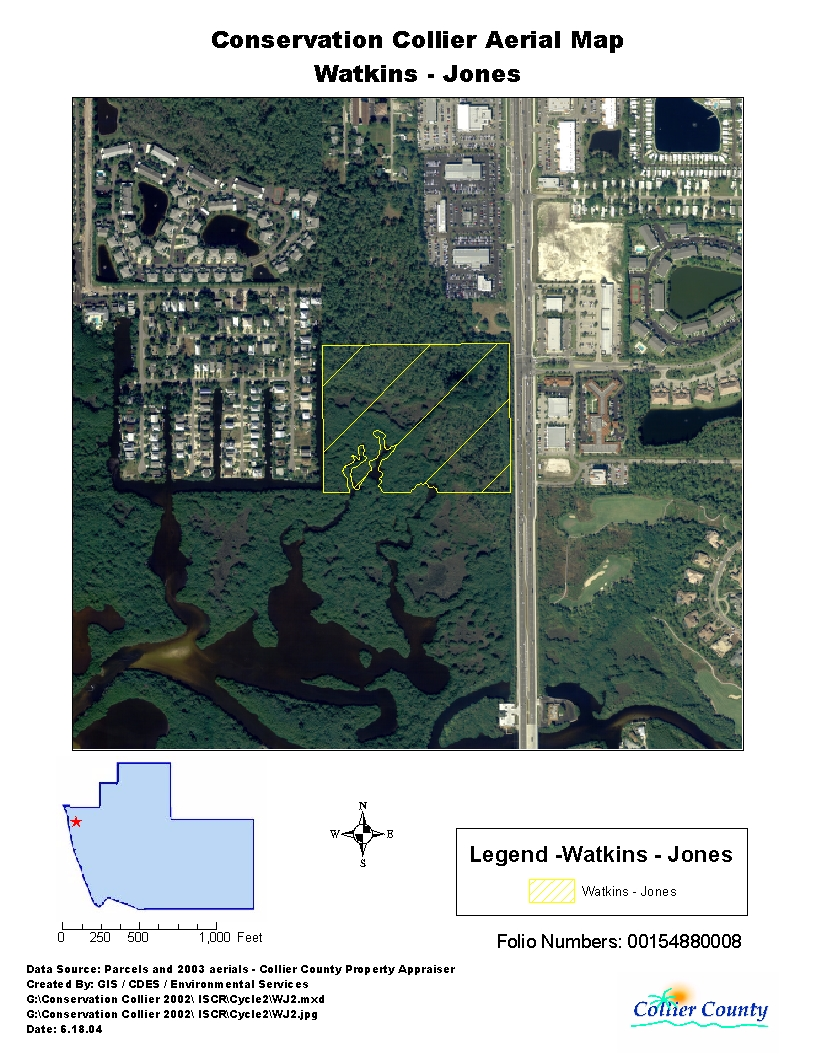 Conservation Collier Aerial Map
Watkins - Jones
N
W E
S
0 250 500 1,000 Feet
Legend -Watkins - Jones
Watkins - Jones
Folio Numbers: 00154880008
Data Source: Parcels and 2003 aerials - Collier County Property Appraiser
Created By: GIS / CDES / Environmental Services
G:\Conservation Collier 2002\ ISCR\Cycle2\WJ2.mxd
G:\Conservation Collier 2002\ ISCR\Cycle2\WJ2.jpg
Date: 6.18.04
Collier County